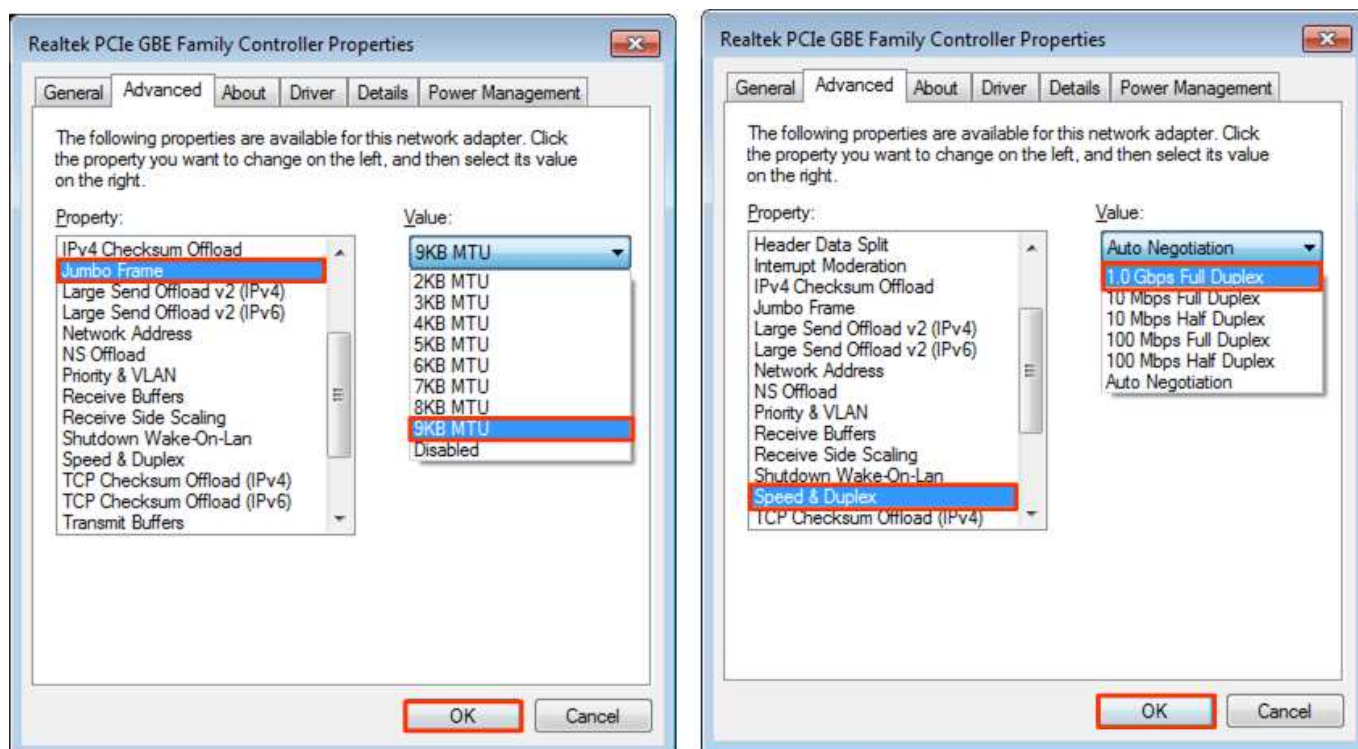 Realtek PCIe GBE Family Controller Properties
General Advanced About Driver Details Power Management
The following properties are available for this network adapter. Click
the property you want to change on the left, and then select its value
on the right.
Property:
IPv4 Checksum Offload
Jumbo Frame
Large Send Offload v2 (IPv4)
Large Send Offload v2 (IPv6)
Network Address
NS Offload
Priority & VLAN
Receive Buffers
Receive Side Scaling
Shutdown Wake-On-Lan
Speed & Duplex
TCP Checksum Offload (IPv4)
TCP Checksum Offload (IPv6)
Transmit Buffers
Value:
9KB MTU
2KB MTU
3KB MTU
4KB MTU
5KB MTU
6KB MTU
7KB MTU
8KB MTU
9KB MTU
Disabled
OK Cancel
Realtek PCIe GBE Family Controller Properties
General Advanced About Driver Details Power Management
The following properties are available for this network adapter. Click
the property you want to change on the left, and then select its value
on the right.
Property:
Header Data Split
Interrupt Moderation
IPv4 Checksum Offload
Jumbo Frame
Large Send Offload v2 (IPv4)
Large Send Offload v2 (IPv6)
Network Address
NS Offload
Priority & VLAN
Receive Buffers
Receive Side Scaling
Shutdown Wake-On-Lan
Speed & Duplex
TCP Checksum Offload (IPv4)
Value:
Auto Negotiation
1.0 Gbps Full Duplex
10 Mbps Full Duplex
10 Mbps Half Duplex
100 Mbps Full Duplex
100 Mbps Half Duplex
Auto Negotiation
OK Cancel